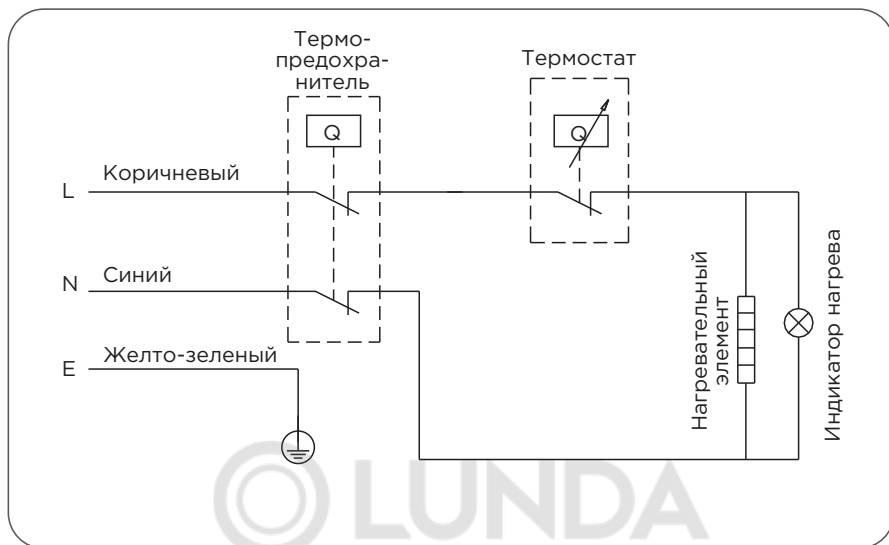 Термо-
предохра-
нитель
Термостат
Q
Q
L
Коричневый
N
Синий
E
Желто-зеленый
Нагревательный
элемент
Индикатор нагрева
LUNDA